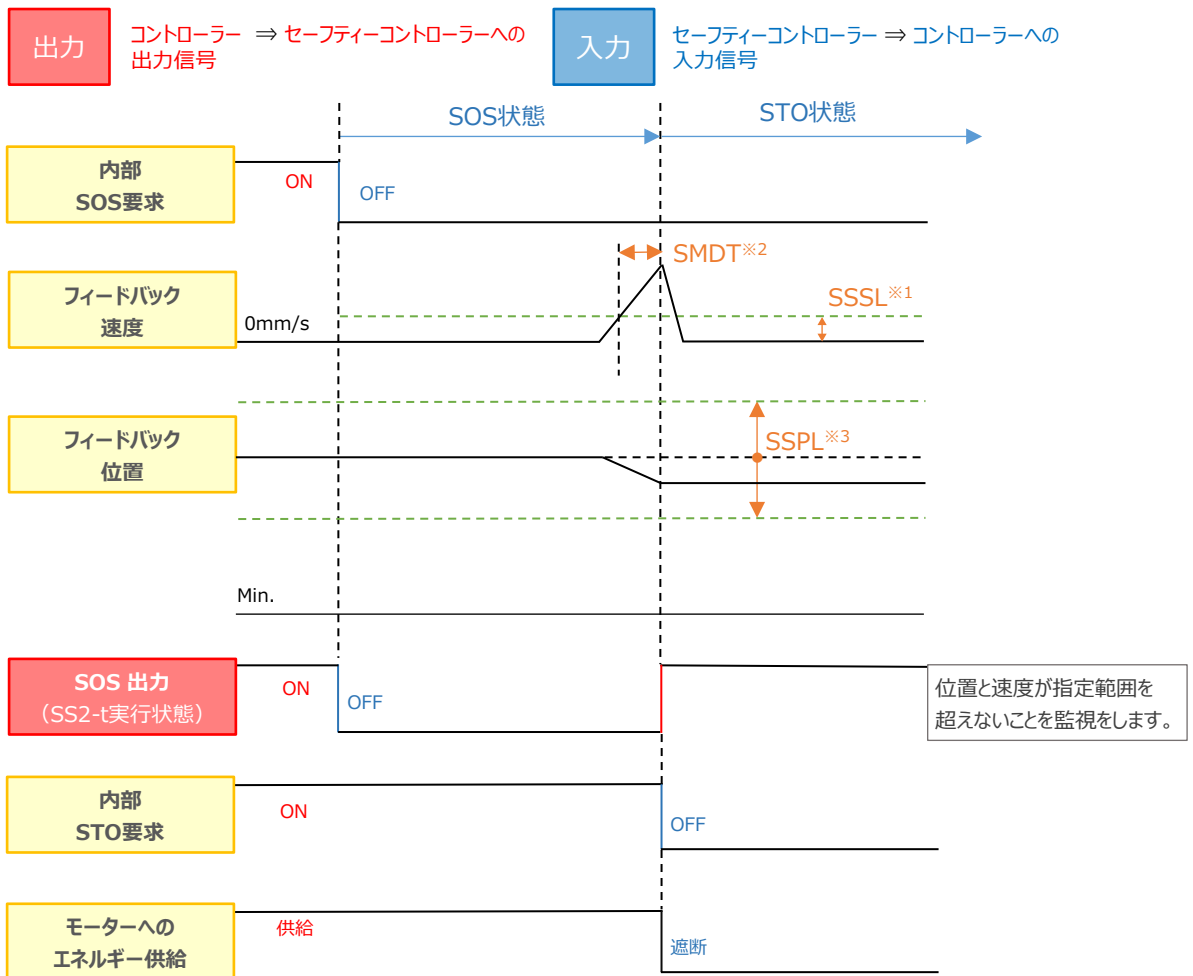 出力
コントローラー ⇒ セーフティーコントローラーへの
出力信号
入力
セーフティーコントローラー ⇒ コントローラーへの
入力信号
SOS状態
STO状態
内部
SOS要求
ON
OFF
SMDT※2
フィードバック
速度
0mm/s
SSSL※1
フィードバック
位置
SSPL※3
Min.
SOS 出力
(SS2-t実行状態)
ON
OFF
位置と速度が指定範囲を
超えないことを監視をします。
内部
STO要求
ON
OFF
モーターへの
エネルギー供給
供給
遮断